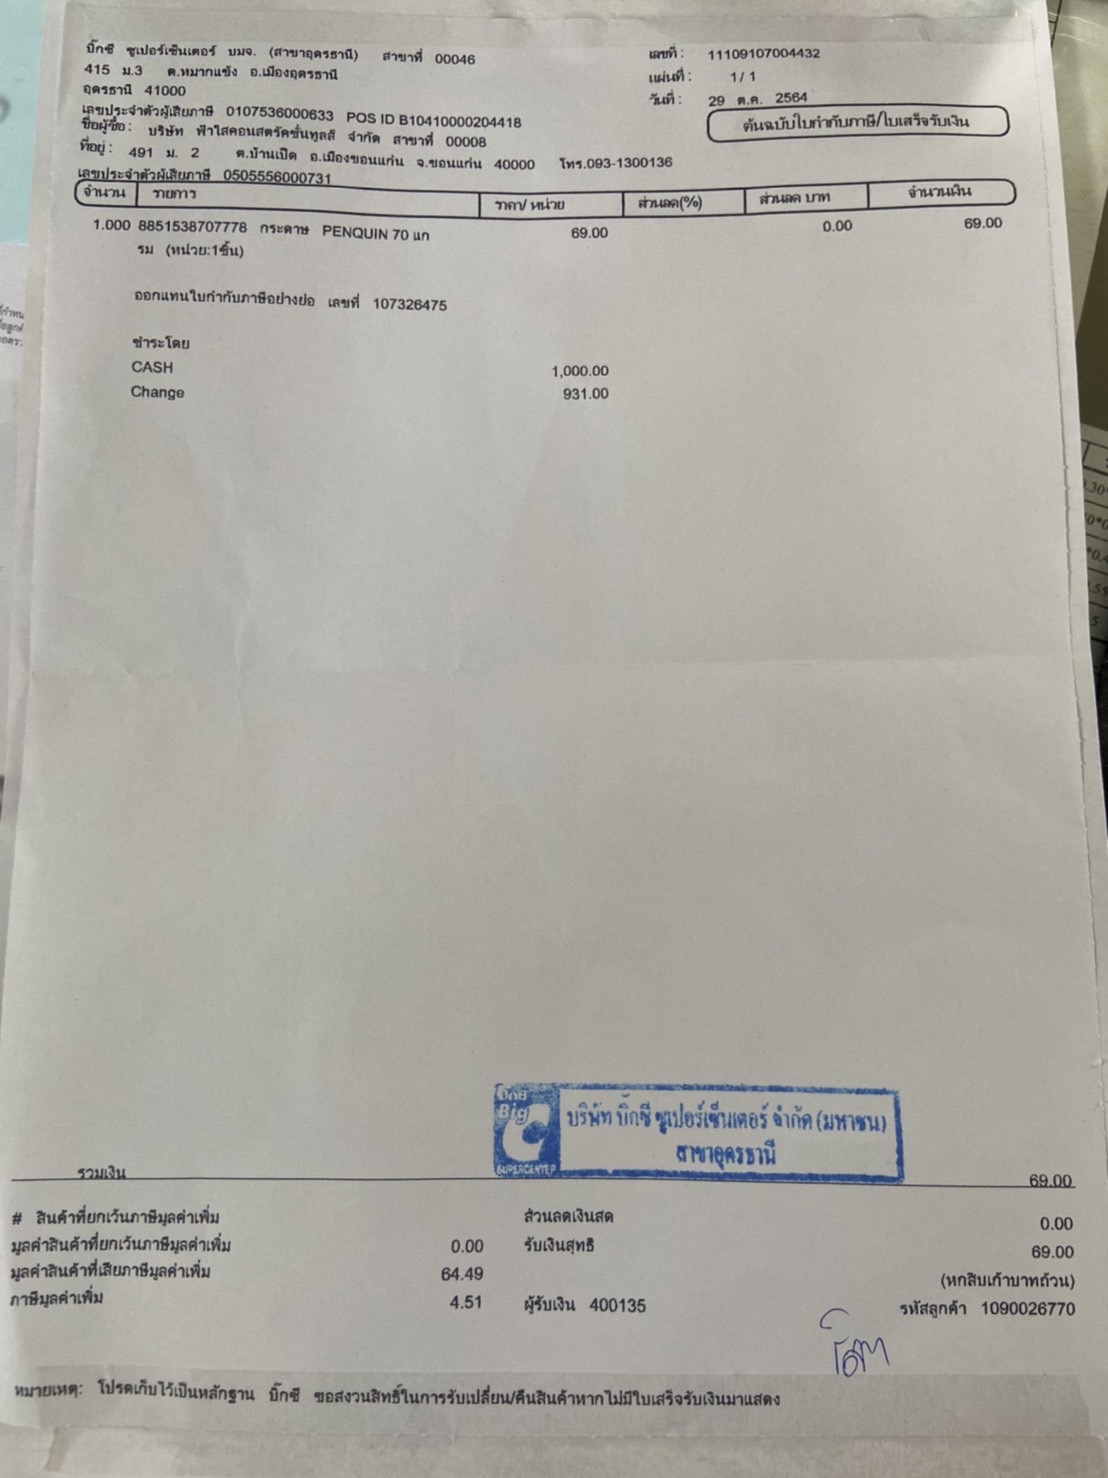 บิ๊กซี ซูเปอร์เซ็นเตอร์ บมจ. (สาขาอุดรธานี) สาขาที่ 00046
415 ม.3 ต.หมากแข้ง อ.เมืองอุดรธานี
อุดรธานี 41000
เลขประจำตัวผู้เสียภาษี 0107536000633 POS ID B10410000204418
ชื่อผู้ซื้อ: บริษัท ฟ้าใสคอนสตรัคชั่นทูลส์ จำกัด สาขาที่ 00008
ที่อยู่: 491 ม. 2 ต.บ้านเป็ด อ.เมืองขอนแก่น จ.ขอนแก่น 40000 โทร.093-1300136
เลขประจำตัวผู้เสียภาษี 0505556000731
เลขที่: 11109107004432
แผ่นที่: 1/ 1
วันที่: 29 ต.ค. 2564
ต้นฉบับใบกำกับภาษี/ใบเสร็จรับเงิน
จำนวน รายการ ราคา/ หน่วย ส่วนลด(%) ส่วนลด บาท จำนวนเงิน
1.000 8851538707778 กระดาษ PENQUIN 70 แก 69.00 0.00 69.00
รม (หน่วย:1ชิ้น)
ออกแทนใบกำกับภาษีอย่างย่อ เลขที่ 107326475
ชำระโดย
CASH 1,000.00
Change 931.00
บิ๊กซี
Big C
SUPERCENTER
บริษัท บิ๊กซี ซูเปอร์เซ็นเตอร์ จำกัด (มหาชน)
สาขาอุดรธานี
รวมเงิน 69.00
# สินค้าที่ยกเว้นภาษีมูลค่าเพิ่ม ส่วนลดเงินสด 0.00
มูลค่าสินค้าที่ยกเว้นภาษีมูลค่าเพิ่ม 0.00 รับเงินสุทธิ 69.00
มูลค่าสินค้าที่เสียภาษีมูลค่าเพิ่ม 64.49 (หกสิบเก้าบาทถ้วน)
ภาษีมูลค่าเพิ่ม 4.51 ผู้รับเงิน 400135 รหัสลูกค้า 1090026770
หมายเหตุ: โปรดเก็บไว้เป็นหลักฐาน บิ๊กซี ขอสงวนสิทธิ์ในการรับเปลี่ยน/คืนสินค้าหากไม่มีใบเสร็จรับเงินมาแสดง